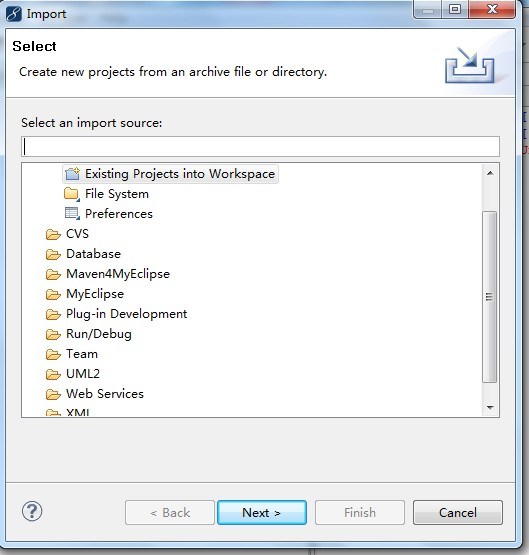 Import
Select
Create new projects from an archive file or directory.
Select an import source:
Existing Projects into Workspace
File System
Preferences
CVS
Database
Maven4MyEclipse
MyEclipse
Plug-in Development
Run/Debug
Team
UML2
Web Services
XML
< Back
Next >
Finish
Cancel